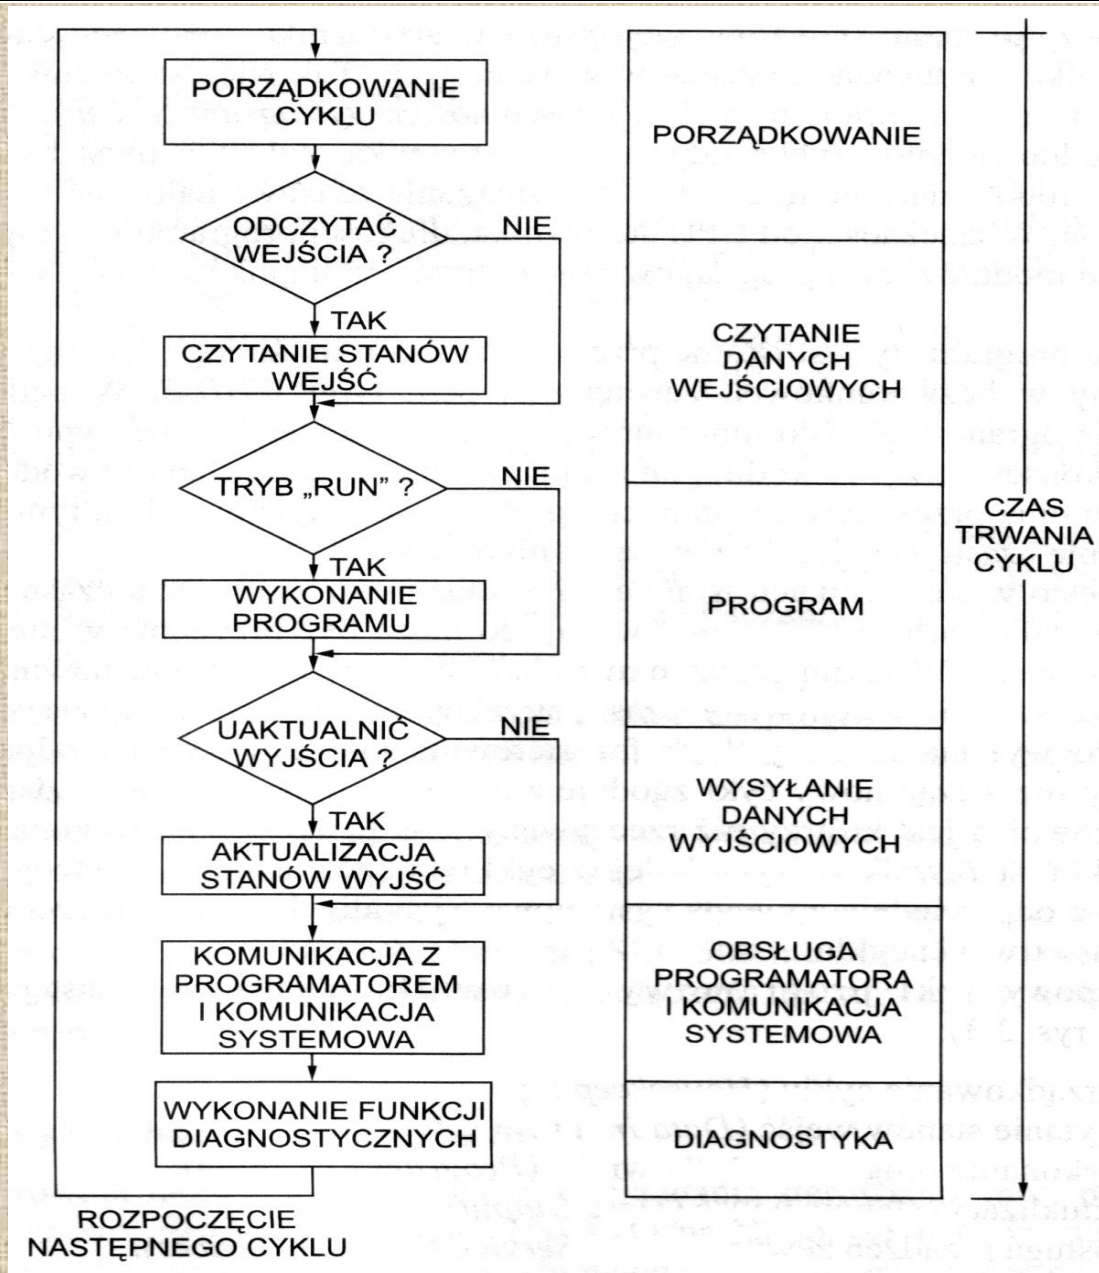 PORZĄDKOWANIE
CYKLU
ODCZYTAĆ
WEJŚCIA ?
NIE
TAK
CZYTANIE STANÓW
WEJŚĆ
TRYB „RUN” ?
NIE
TAK
WYKONANIE
PROGRAMU
UAKTUALNIĆ
WYJŚCIA ?
NIE
TAK
AKTUALIZACJA
STANÓW WYJŚĆ
KOMUNIKACJA Z
PROGRAMATOREM
I KOMUNIKACJA
SYSTEMOWA
WYKONANIE FUNKCJI
DIAGNOSTYCZNYCH
ROZPOCZĘCIE
NASTĘPNEGO CYKLU
PORZĄDKOWANIE
CZYTANIE
DANYCH
WEJŚCIOWYCH
PROGRAM
WYSYŁANIE
DANYCH
WYJŚCIOWYCH
OBSŁUGA
PROGRAMATORA
I KOMUNIKACJA
SYSTEMOWA
DIAGNOSTYKA
CZAS
TRWANIA
CYKLU